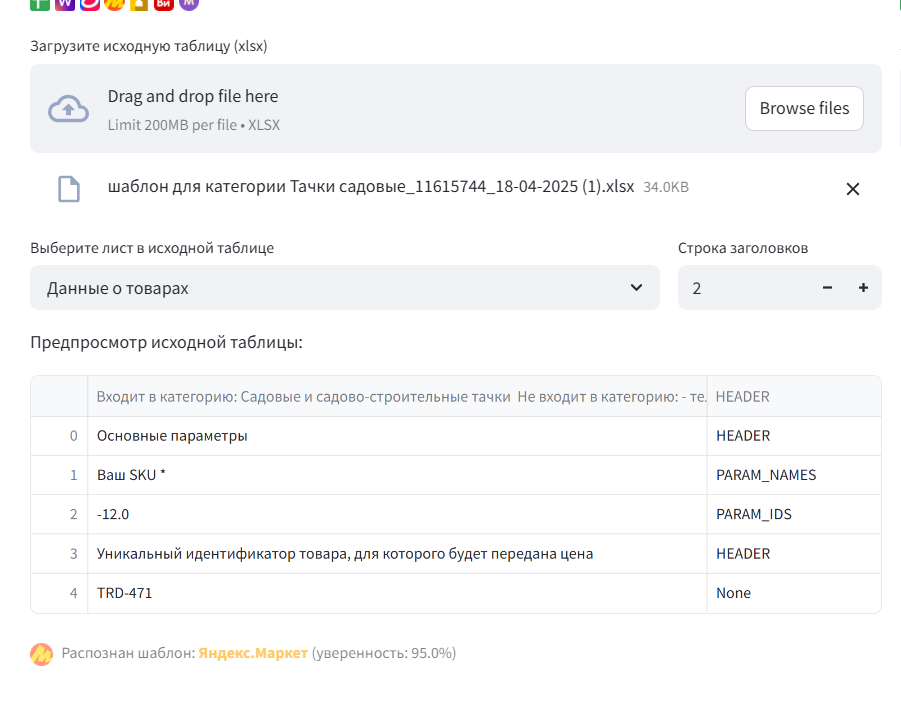 Загрузите исходную таблицу (xlsx)
Drag and drop file here
Limit 200MB per file • XLSX
Browse files
шаблон для категории Тачки садовые_11615744_18-04-2025 (1).xlsx 34.0KB
Выберите лист в исходной таблице
Строка заголовков
Данные о товарах
2
Предпросмотр исходной таблицы:
Входит в категорию: Садовые и садово-строительные тачки Не входит в категорию: - те. HEADER
0 Основные параметры HEADER
1 Ваш SKU * PARAM_NAMES
2 -12.0 PARAM_IDS
3 Уникальный идентификатор товара, для которого будет передана цена HEADER
4 TRD-471 None
Распознан шаблон: Яндекс.Маркет (уверенность: 95.0%)